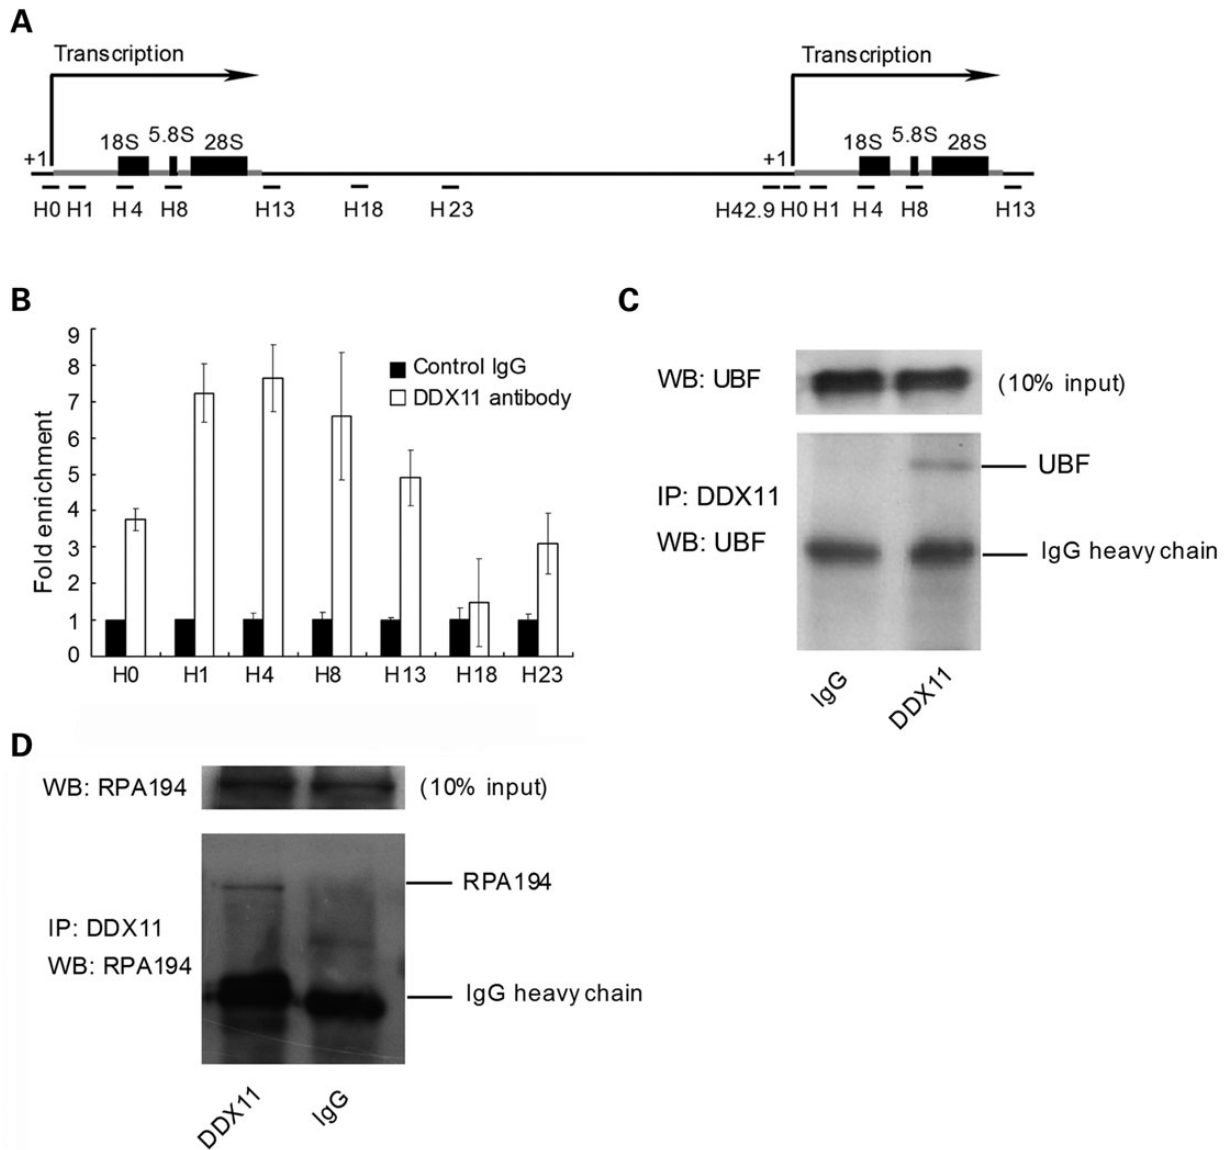 A
Transcription Transcription
18S 5.8S 28S 18S 5.8S 28S
+1 +1
H0 H1 H4 H8 H13 H18 H23 H42.9 H0 H1 H4 H8 H13
B
Fold enrichment
9
8
7
6
5
4
3
2
1
0
Control IgG
DDX11 antibody
H0 H1 H4 H8 H13 H18 H23
C
WB: UBF (10% input)
UBF
IP: DDX11
WB: UBF
IgG heavy chain
IgG DDX11
D
WB: RPA194 (10% input)
RPA194
IP: DDX11
WB: RPA194
IgG heavy chain
DDX11 IgG